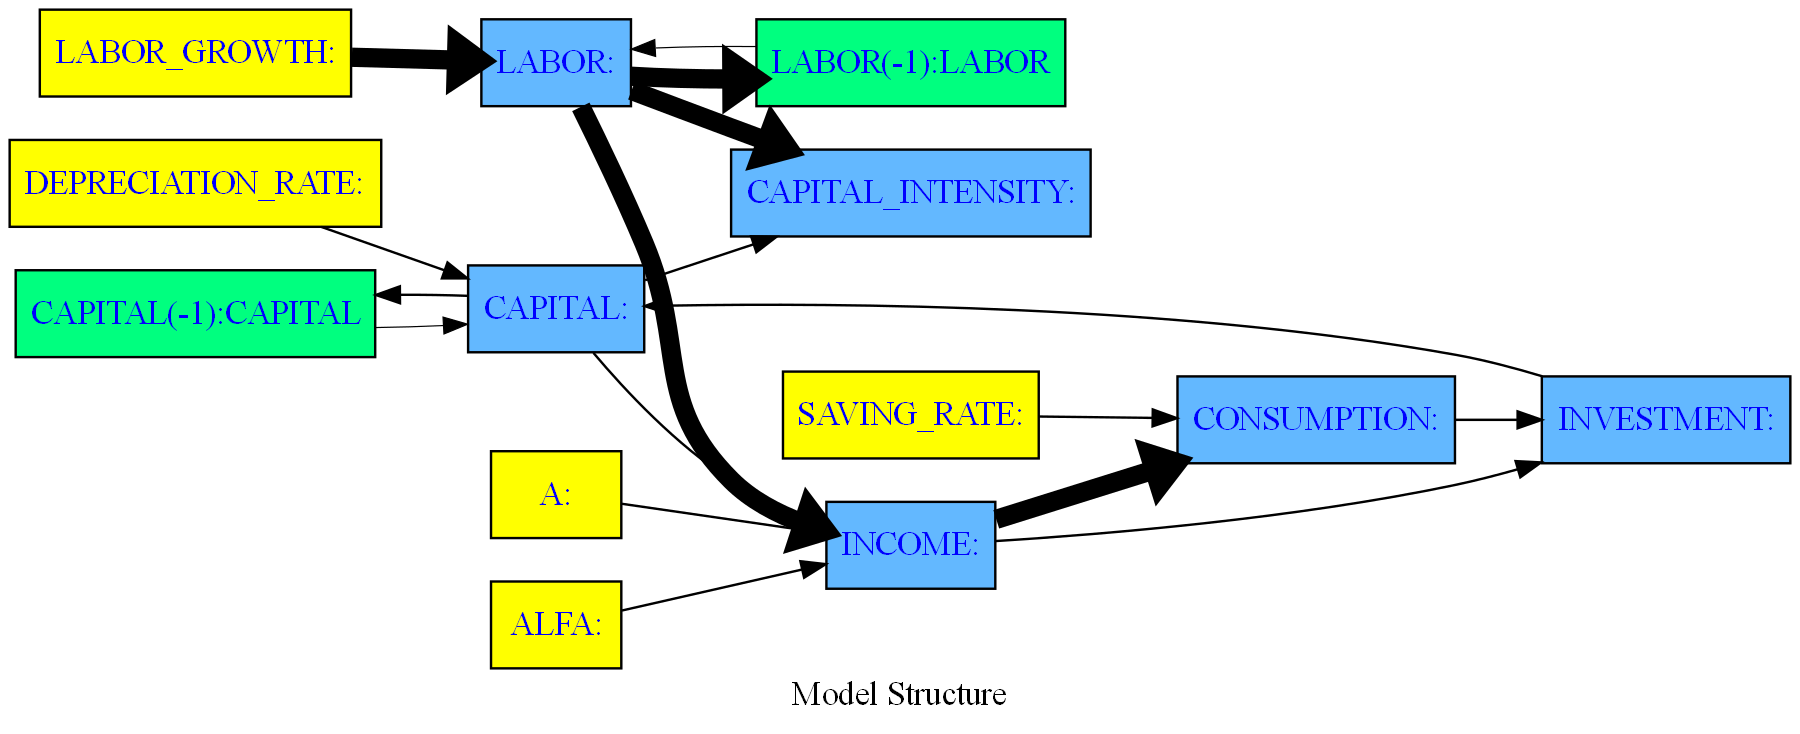 LABOR_GROWTH:
LABOR:
LABOR(-1):LABOR
DEPRECIATION_RATE:
CAPITAL_INTENSITY:
CAPITAL(-1):CAPITAL
CAPITAL:
SAVING_RATE:
CONSUMPTION:
INVESTMENT:
A:
INCOME:
ALFA:
Model Structure